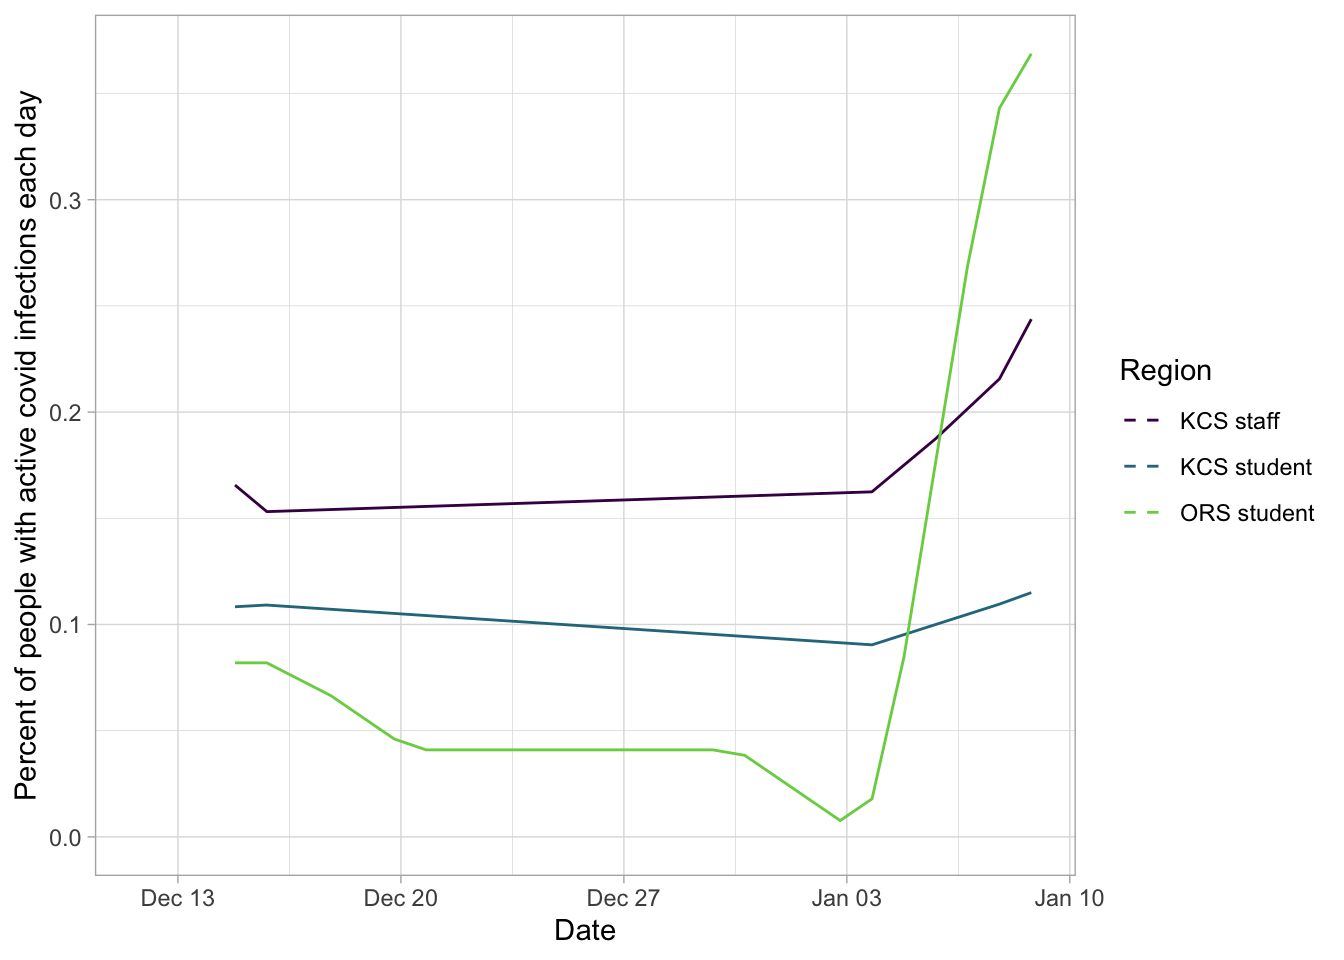 Percent of people with active covid infections each day
0.3
0.2
0.1
0.0
Dec 13
Dec 20
Dec 27
Jan 03
Jan 10
Date
Region
KCS staff
KCS student
ORS student